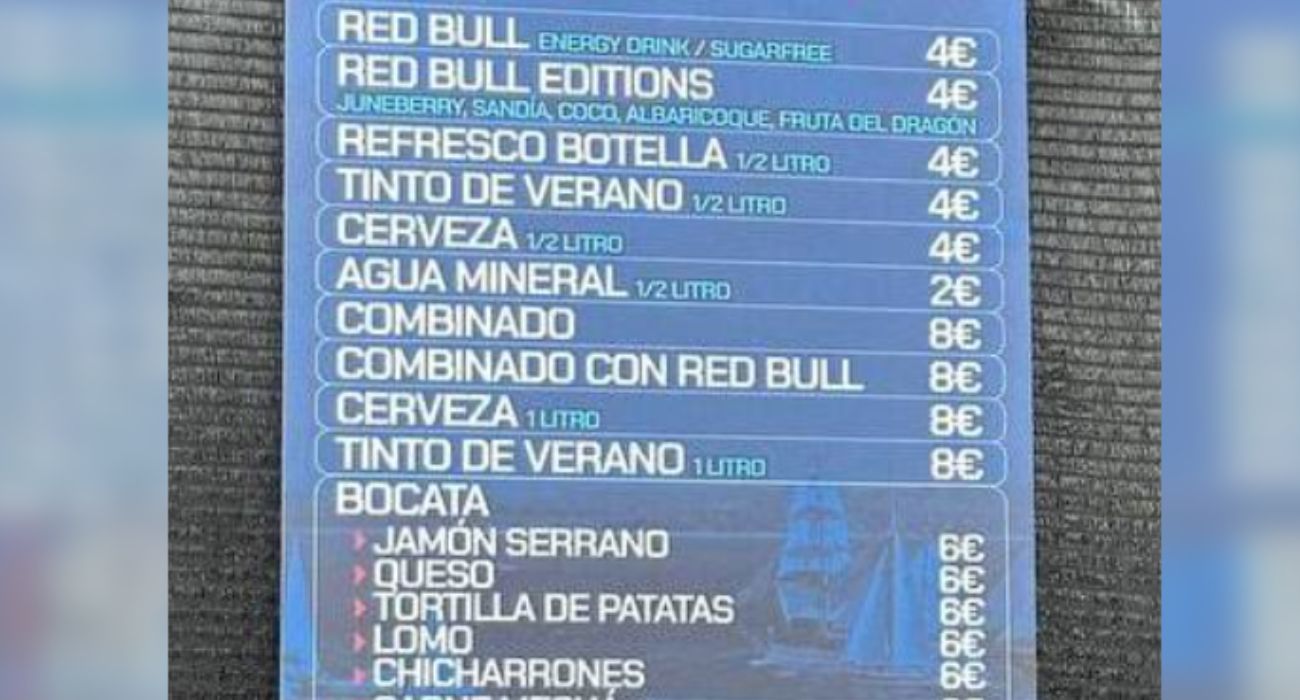 RED BULL ENERGY DRINK / SUGARFREE 4€
RED BULL EDITIONS 4€
JUNEBERRY, SANDÍA, COCO, ALBARICOQUE, FRUTA DEL DRAGÓN
REFRESCO BOTELLA 1/2 LITRO 4€
TINTO DE VERANO 1/2 LITRO 4€
CERVEZA 1/2 LITRO 4€
AGUA MINERAL 1/2 LITRO 2€
COMBINADO 8€
COMBINADO CON RED BULL 8€
CERVEZA 1 LITRO 8€
TINTO DE VERANO 1 LITRO 8€
BOCATA
JAMÓN SERRANO 6€
QUESO 6€
TORTILLA DE PATATAS 6€
LOMO 6€
CHICHARRONES 6€